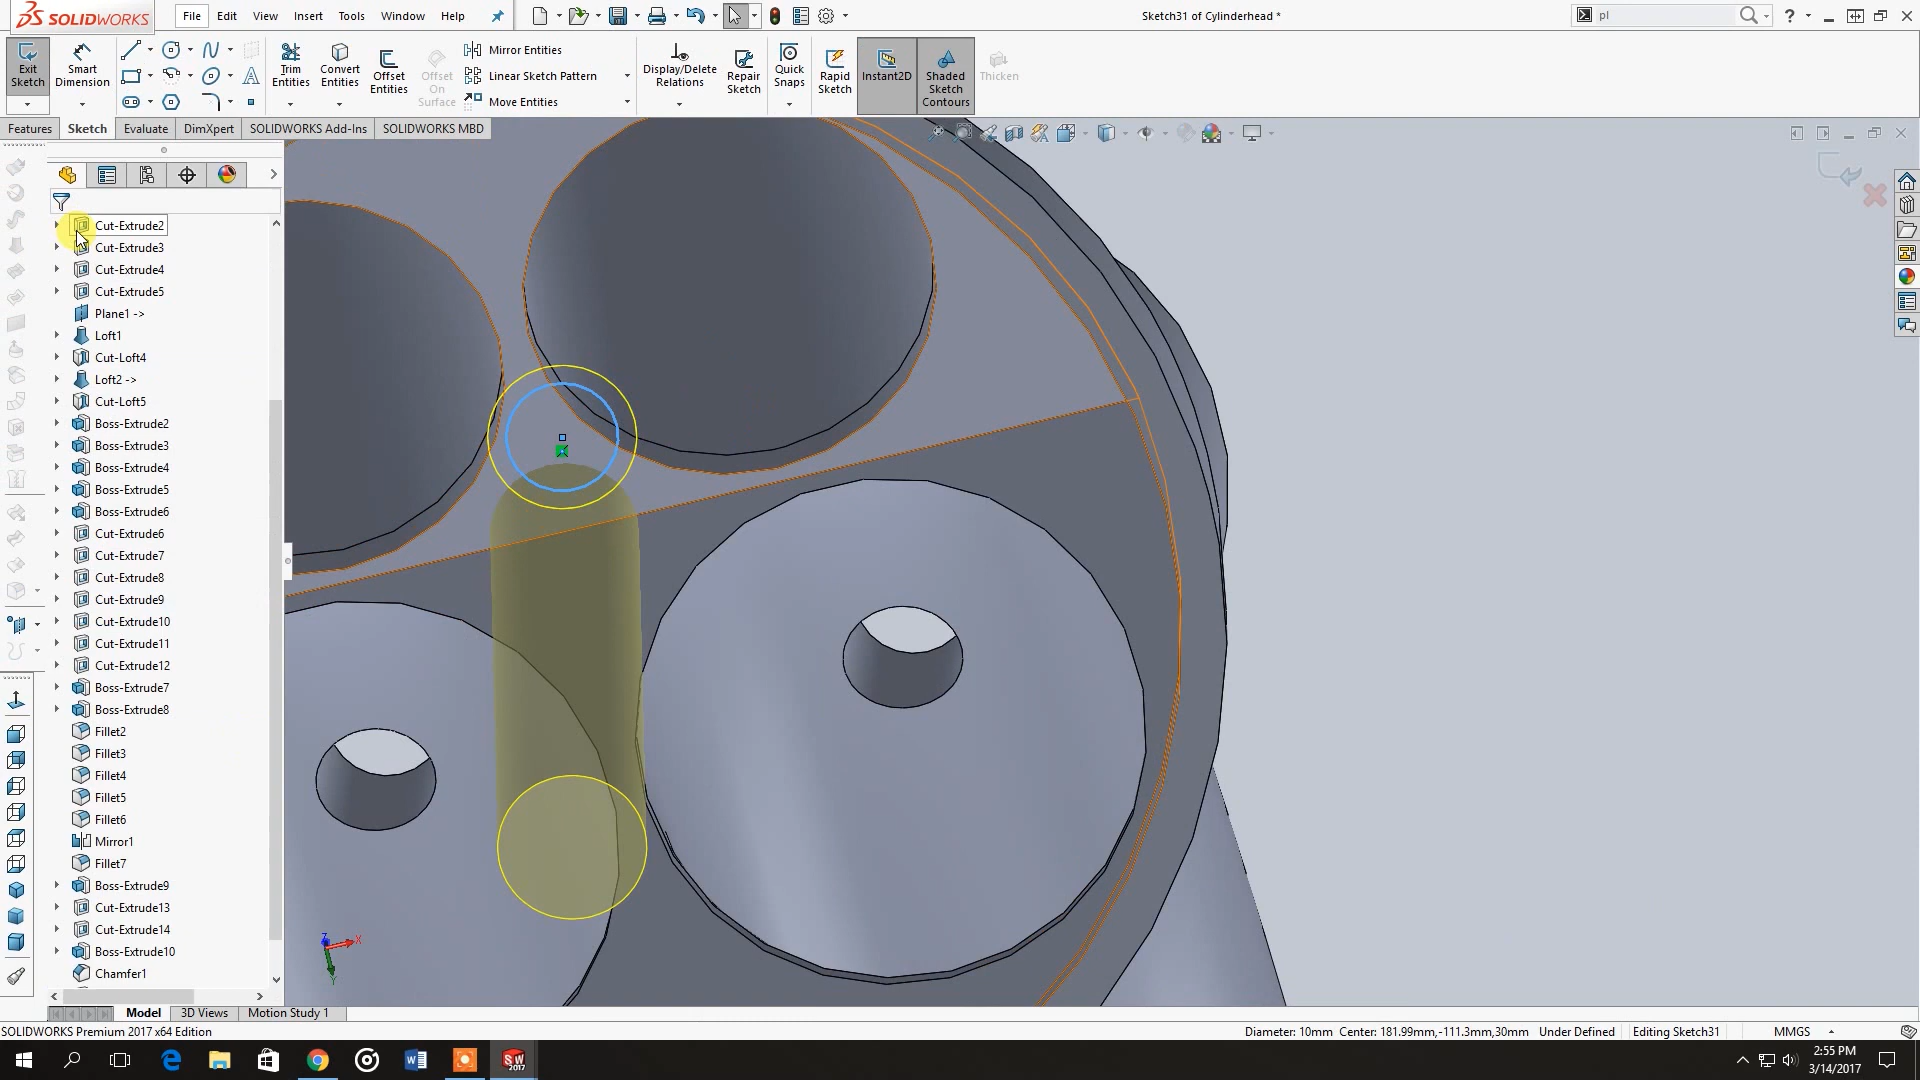 SOLIDWORKS File Edit View Insert Tools Window Help Sketch31 of Cylinderhead * pl
Exit Sketch
Smart Dimension
Trim Entities
Convert Entities
Offset Entities
Offset On Surface
Mirror Entities
Linear Sketch Pattern
Move Entities
Display/Delete Relations
Repair Sketch
Quick Snaps
Rapid Sketch
Instant2D
Shaded Sketch Contours
Thicken
Features Sketch Evaluate DimXpert SOLIDWORKS Add-Ins SOLIDWORKS MBD
Cut-Extrude2
Cut-Extrude3
Cut-Extrude4
Cut-Extrude5
Plane1 ->
Loft1
Cut-Loft4
Loft2 ->
Cut-Loft5
Boss-Extrude2
Boss-Extrude3
Boss-Extrude4
Boss-Extrude5
Boss-Extrude6
Cut-Extrude6
Cut-Extrude7
Cut-Extrude8
Cut-Extrude9
Cut-Extrude10
Cut-Extrude11
Cut-Extrude12
Boss-Extrude7
Boss-Extrude8
Fillet2
Fillet3
Fillet4
Fillet5
Fillet6
Mirror1
Fillet7
Boss-Extrude9
Cut-Extrude13
Cut-Extrude14
Boss-Extrude10
Chamfer1
Z X Y
Model 3D Views Motion Study 1
SOLIDWORKS Premium 2017 x64 Edition Diameter: 10mm Center: 181.99mm,-111.3mm,30mm Under Defined Editing Sketch31 MMGS
2:55 PM
3/14/2017